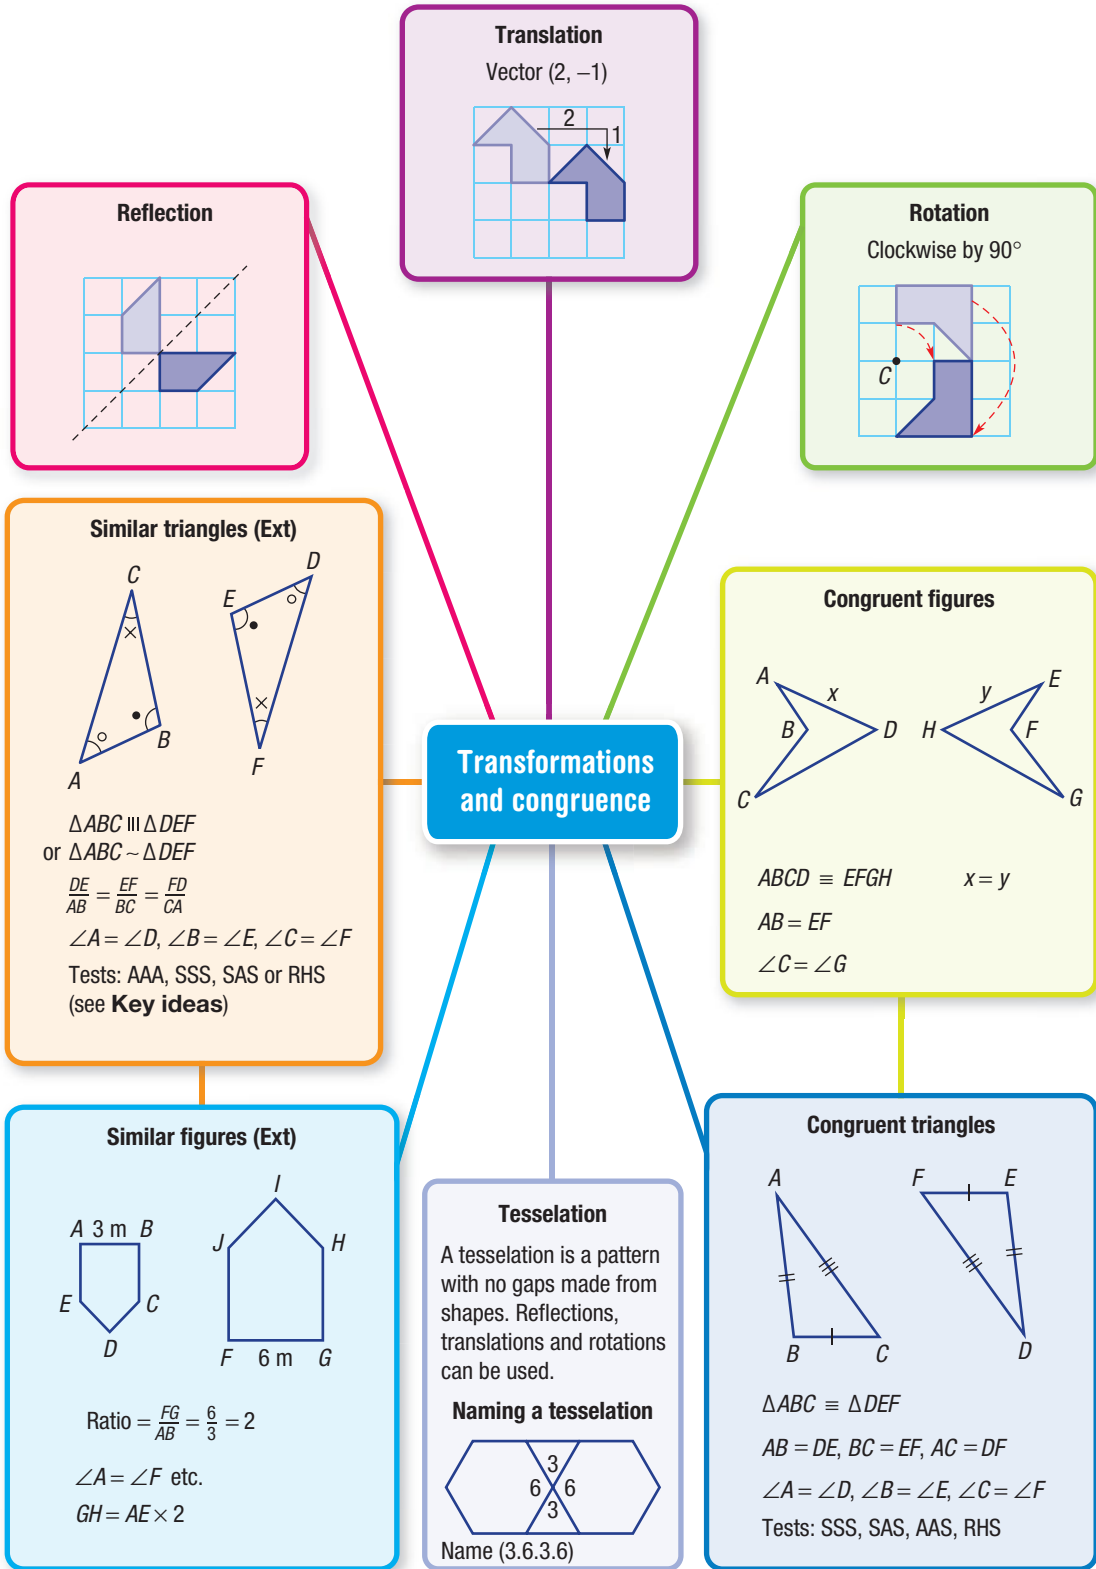 Translation
Vector (2, −1)
2
1
Reflection
Rotation
Clockwise by 90°
C
Similar triangles (Ext)
C
D
E
B
A
F
ΔABC ||| ΔDEF
or ΔABC ~ ΔDEF
DE/AB = EF/BC = FD/CA
∠A = ∠D, ∠B = ∠E, ∠C = ∠F
Tests: AAA, SSS, SAS or RHS
(see Key ideas)
Transformations
and congruence
Congruent figures
A
x
B
D
C
y
E
H
F
G
ABCD ≡ EFGH x = y
AB = EF
∠C = ∠G
Similar figures (Ext)
A 3 m B
E
C
D
I
J
H
F 6 m G
Ratio = FG/AB = 6/3 = 2
∠A = ∠F etc.
GH = AE × 2
Tesselation
A tesselation is a pattern
with no gaps made from
shapes. Reflections,
translations and rotations
can be used.
Naming a tesselation
3
6 6
3
Name (3.6.3.6)
Congruent triangles
A
F
E
B
C
D
ΔABC ≡ ΔDEF
AB = DE, BC = EF, AC = DF
∠A = ∠D, ∠B = ∠E, ∠C = ∠F
Tests: SSS, SAS, AAS, RHS